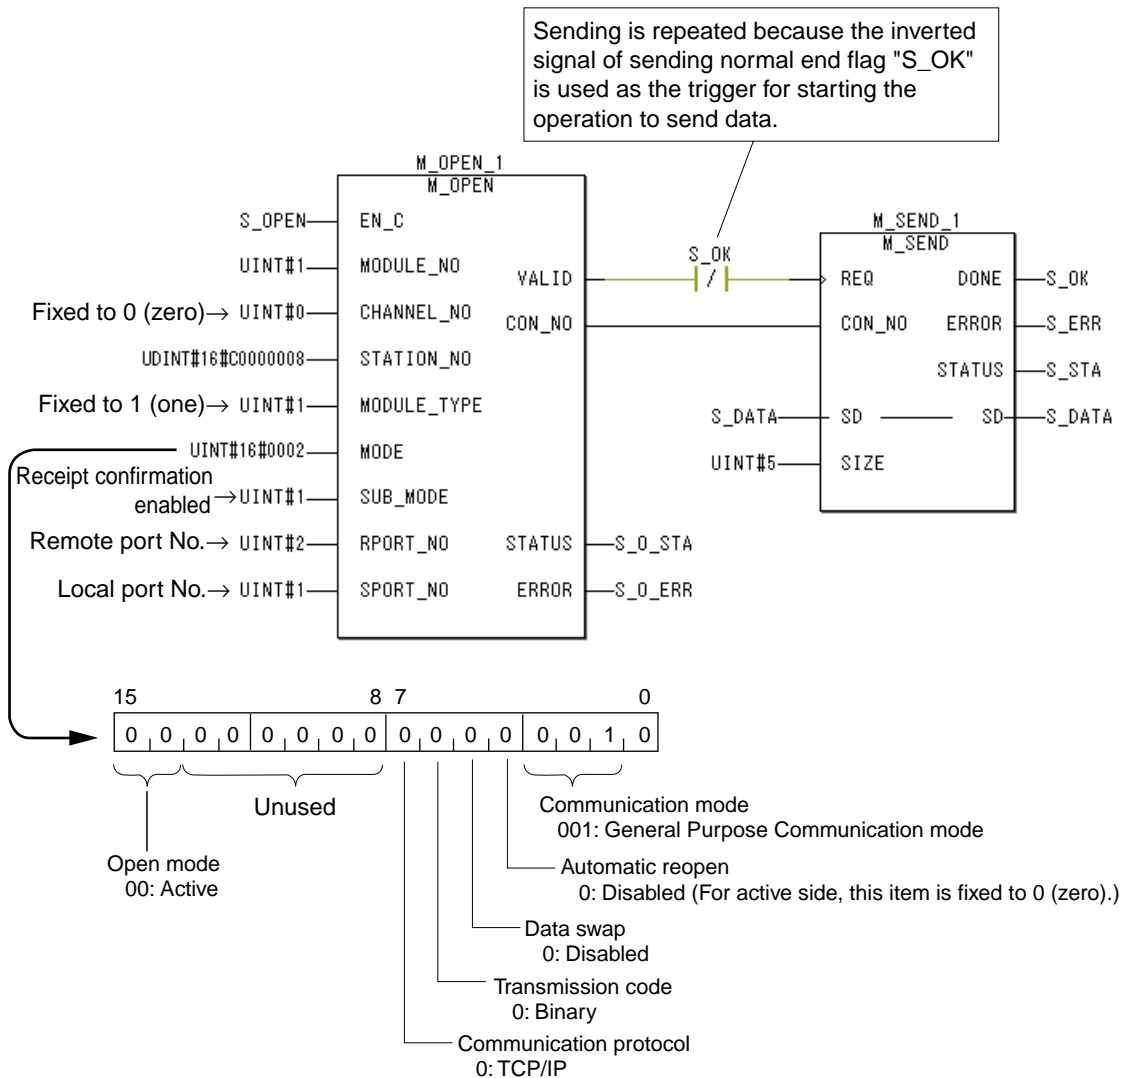 Sending is repeated because the inverted
signal of sending normal end flag "S_OK"
is used as the trigger for starting the
operation to send data.
M_OPEN_1
M_OPEN
S_OPEN EN_C
UINT#1 MODULE_NO VALID
Fixed to 0 (zero)→ UINT#0 CHANNEL_NO CON_NO
UDINT#16#C0000008 STATION_NO
Fixed to 1 (one)→ UINT#1 MODULE_TYPE
UINT#16#0002 MODE
Receipt confirmation
enabled →UINT#1 SUB_MODE
Remote port No.→ UINT#2 RPORT_NO STATUS S_O_STA
Local port No.→ UINT#1 SPORT_NO ERROR S_O_ERR
S_OK
/
M_SEND_1
M_SEND
REQ DONE S_OK
CON_NO ERROR S_ERR
STATUS S_STA
S_DATA SD SD S_DATA
UINT#5 SIZE
15 8 7 0
0 0 0 0 0 0 0 0 0 0 0 0 0 0 1 0
Unused
Communication mode
001: General Purpose Communication mode
Open mode
00: Active
Automatic reopen
0: Disabled (For active side, this item is fixed to 0 (zero).)
Data swap
0: Disabled
Transmission code
0: Binary
Communication protocol
0: TCP/IP